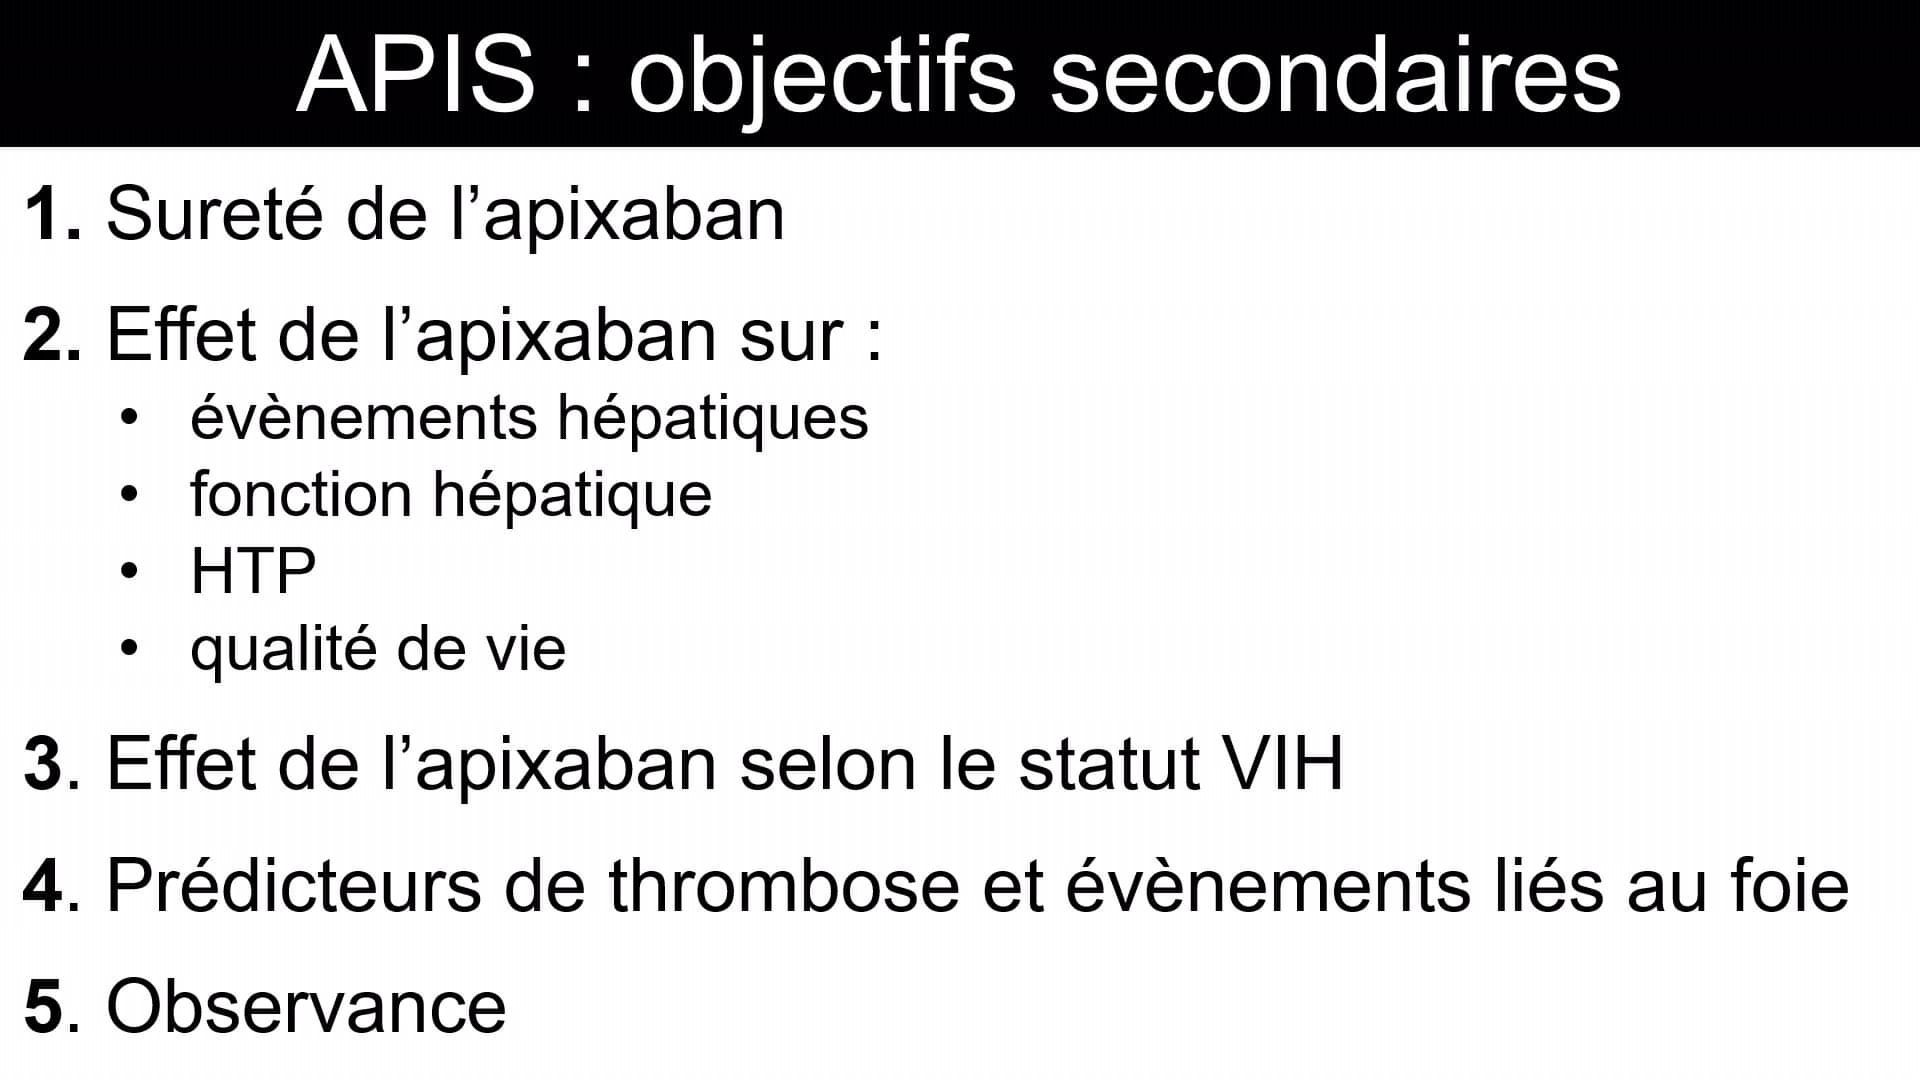 APIS : objectifs secondaires
1. Sureté de l’apixaban
2. Effet de l’apixaban sur :
• évènements hépatiques
• fonction hépatique
• HTP
• qualité de vie
3. Effet de l’apixaban selon le statut VIH
4. Prédicteurs de thrombose et évènements liés au foie
5. Observance